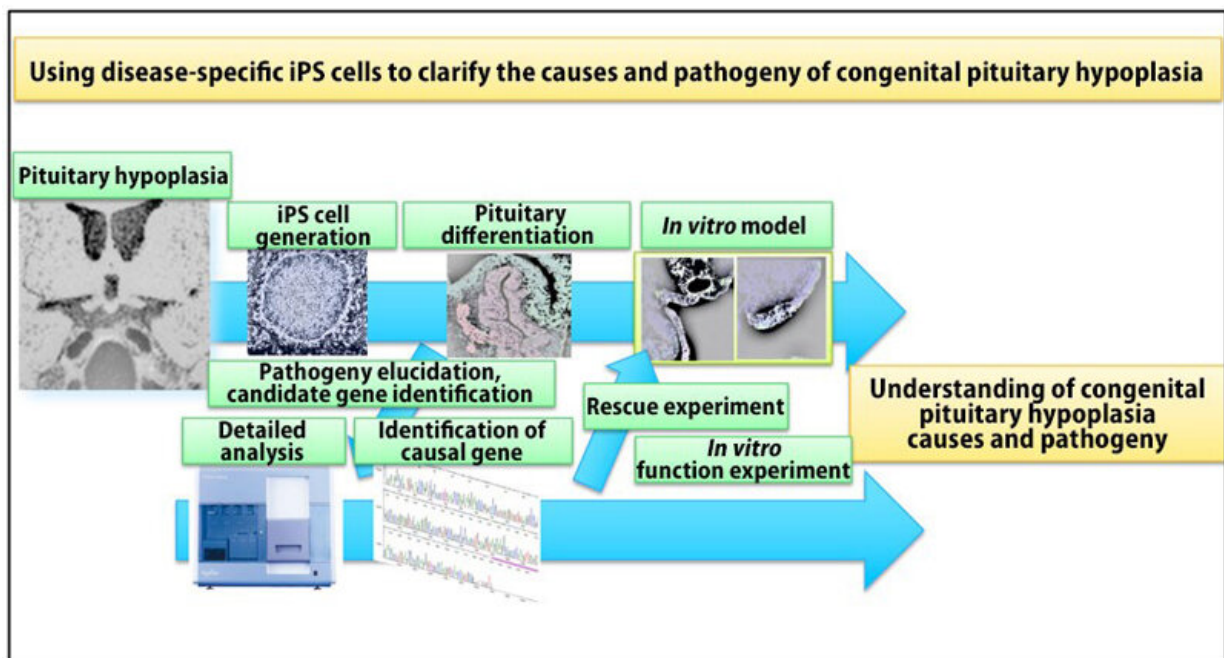 Using disease-specific iPS cells to clarify the causes and pathogeny of congenital pituitary hypoplasia
Pituitary hypoplasia
iPS cell
generation
Pituitary
differentiation
In vitro model
Pathogeny elucidation,
candidate gene identification
Rescue experiment
Understanding of congenital
pituitary hypoplasia
causes and pathogeny
Detailed
analysis
Identification of
causal gene
In vitro
function experiment